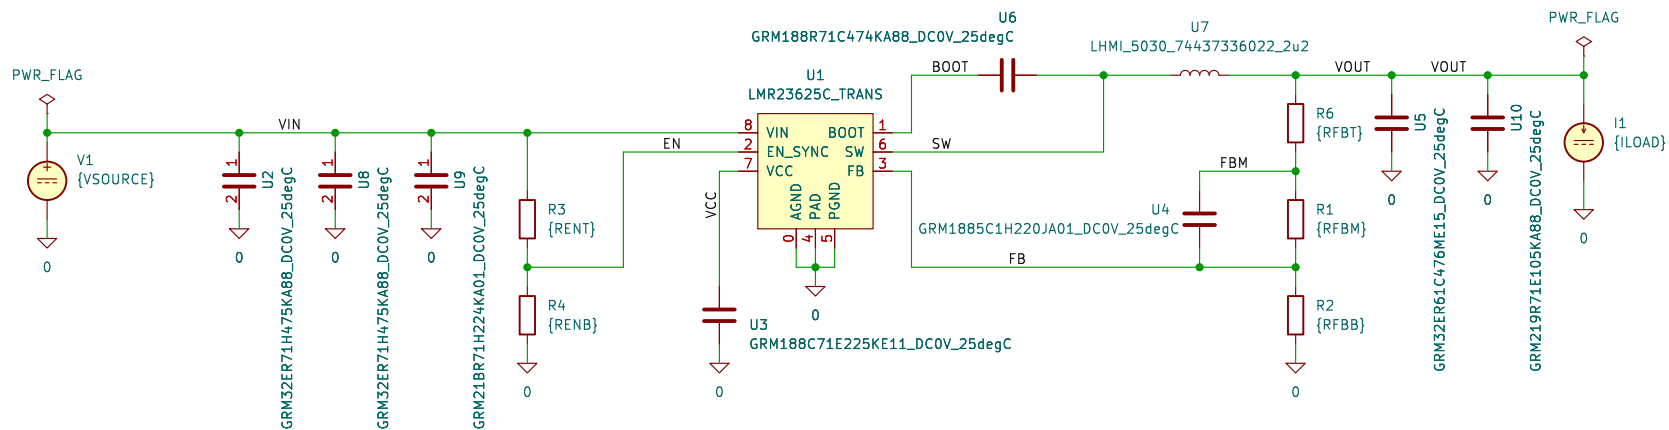 PWR_FLAG
V1
{VSOURCE}
0
VIN
1
2
U2
GRM32ER71H475KA88_DC0V_25degC
0
1
2
U8
GRM32ER71H475KA88_DC0V_25degC
0
1
2
U9
GRM21BR71H224KA01_DC0V_25degC
0
R3
{RENT}
R4
{RENB}
0
EN
VCC
U3
GRM188C71E225KE11_DC0V_25degC
0
U1
LMR23625C_TRANS
8 VIN BOOT 1
2 EN_SYNC SW 6
7 VCC FB 3
AGND PAD PGND
0 4 5
0
BOOT
SW
FB
U6
GRM188R71C474KA88_DC0V_25degC
U7
LHMI_5030_74437336022_2u2
FBM
U4
GRM1885C1H220JA01_DC0V_25degC
R6
{RFBT}
R1
{RFBM}
R2
{RFBB}
0
VOUT
VOUT
U5
GRM32ER61C476ME15_DC0V_25degC
0
U10
GRM219R71E105KA88_DC0V_25degC
0
PWR_FLAG
I1
{ILOAD}
0